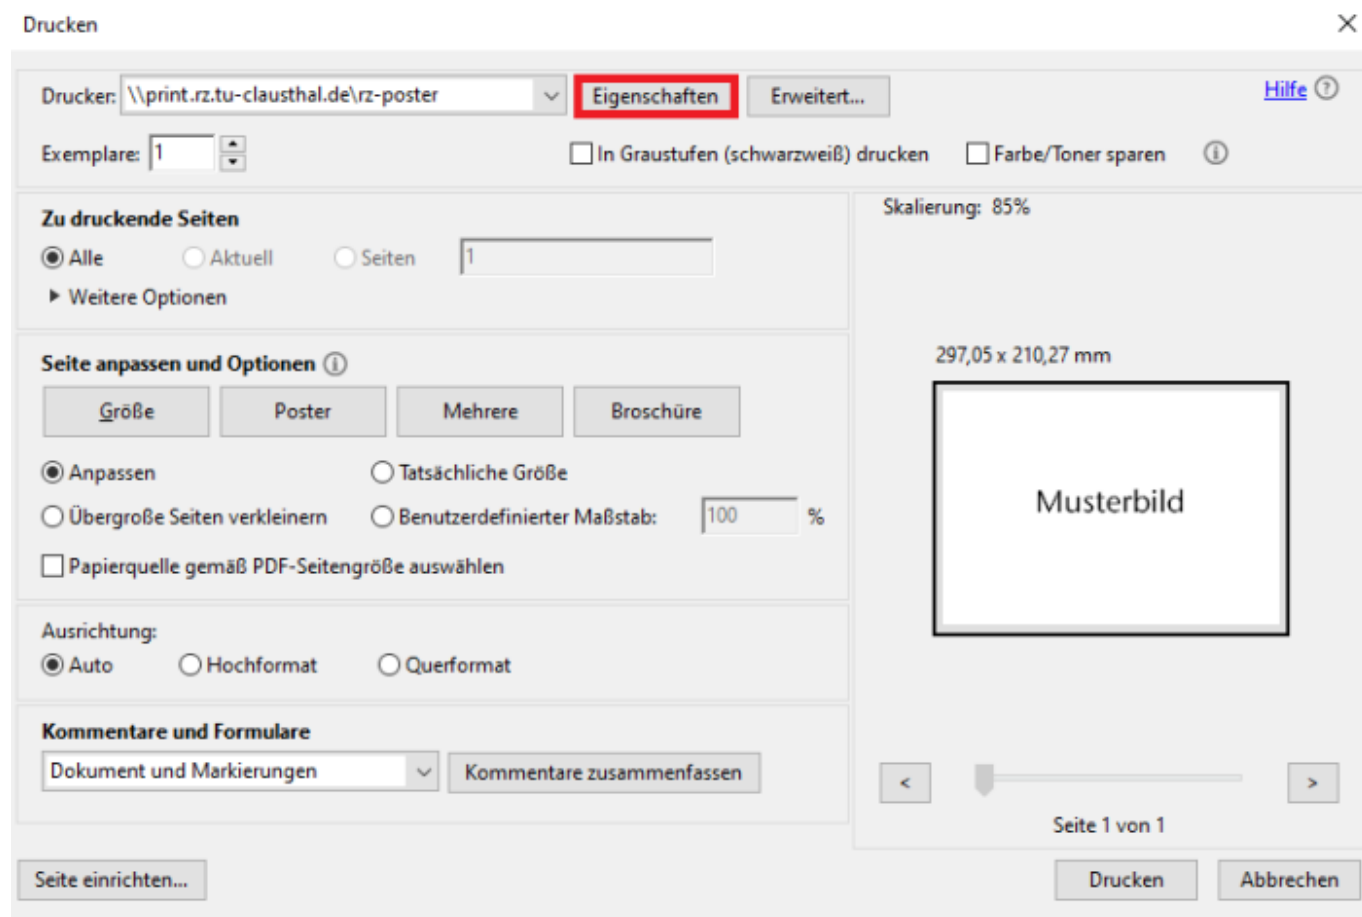 Drucken
Drucker: \\print.rz.tu-clausthal.de\rz-poster Eigenschaften Erweitert... Hilfe
Exemplare: 1 In Graustufen (schwarzweiß) drucken Farbe/Toner sparen
Zu druckende Seiten
Alle Aktuell Seiten 1
Weitere Optionen
Seite anpassen und Optionen
Größe Poster Mehrere Broschüre
Anpassen Tatsächliche Größe
Übergroße Seiten verkleinern Benutzerdefinierter Maßstab: 100 %
Papierquelle gemäß PDF-Seitengröße auswählen
Ausrichtung:
Auto Hochformat Querformat
Kommentare und Formulare
Dokument und Markierungen Kommentare zusammenfassen
Skalierung: 85%
297,05 x 210,27 mm
Musterbild
< >
Seite 1 von 1
Seite einrichten... Drucken Abbrechen